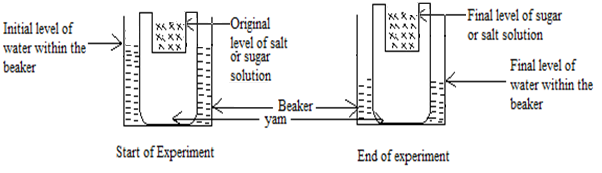 Initial level of
water within the
beaker
Original
level of salt
or sugar
solution
Beaker
yam
Start of Experiment
Final level of sugar
or salt solution
Final level of
water within the
beaker
End of experiment